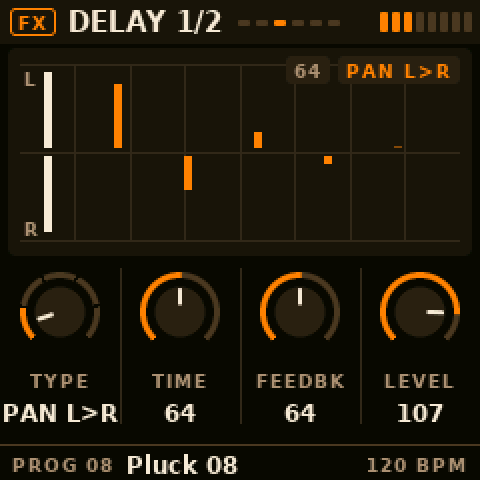 FX DELAY 1/2
64 PAN L>R
L
R
TYPE TIME FEEDBK LEVEL
PAN L>R 64 64 107
PROG 08 Pluck 08 120 BPM